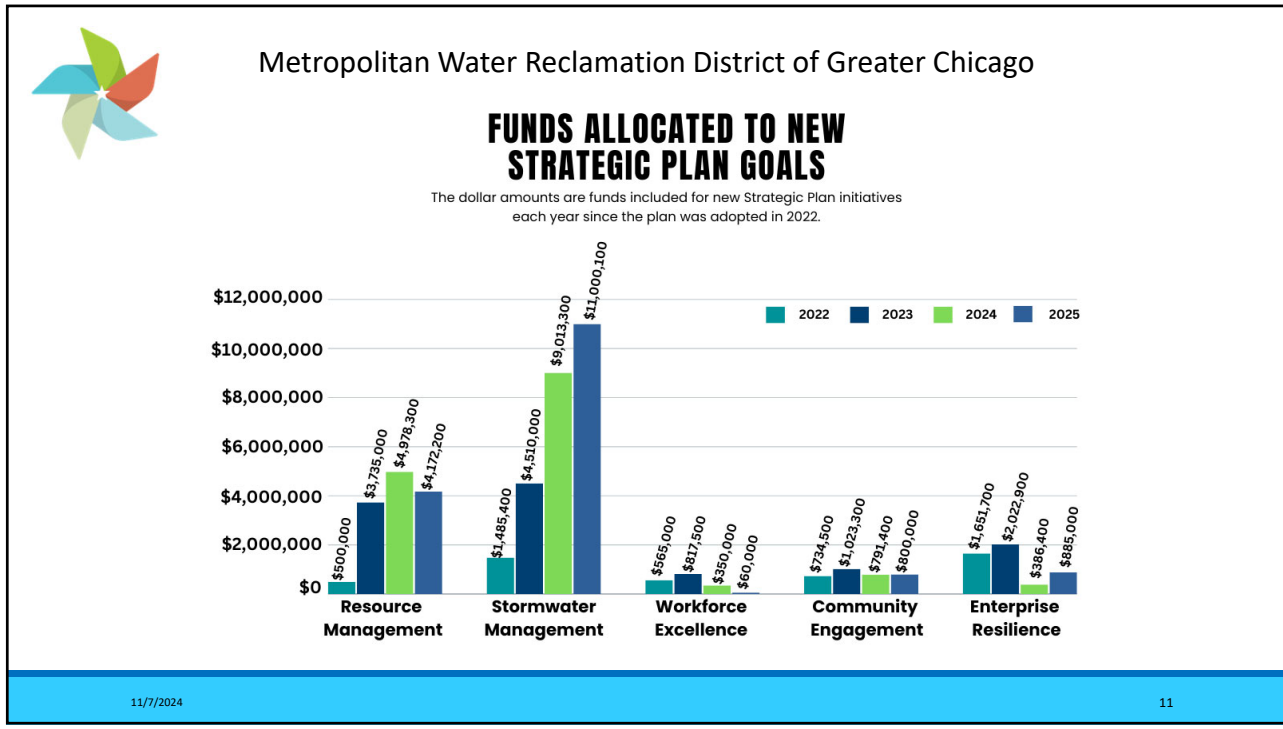 Metropolitan Water Reclamation District of Greater Chicago
FUNDS ALLOCATED TO NEW
STRATEGIC PLAN GOALS
The dollar amounts are funds included for new Strategic Plan initiatives
each year since the plan was adopted in 2022.
$12,000,000
$10,000,000
$8,000,000
$6,000,000
$4,000,000
$2,000,000
$0
2022 2023 2024 2025
$500,000
$3,735,000
$4,978,300
$4,172,200
$1,485,400
$4,510,000
$9,013,300
$11,000,100
$565,000
$817,500
$350,000
$60,000
$734,500
$1,023,300
$791,400
$800,000
$1,651,700
$2,022,900
$386,400
$885,000
Resource
Management
Stormwater
Management
Workforce
Excellence
Community
Engagement
Enterprise
Resilience
11/7/2024
11